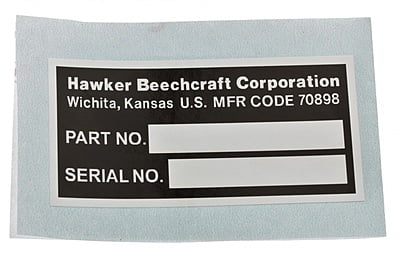 Hawker Beechcraft Corporation
Wichita, Kansas U.S. MFR CODE 70898
PART NO.
SERIAL NO.